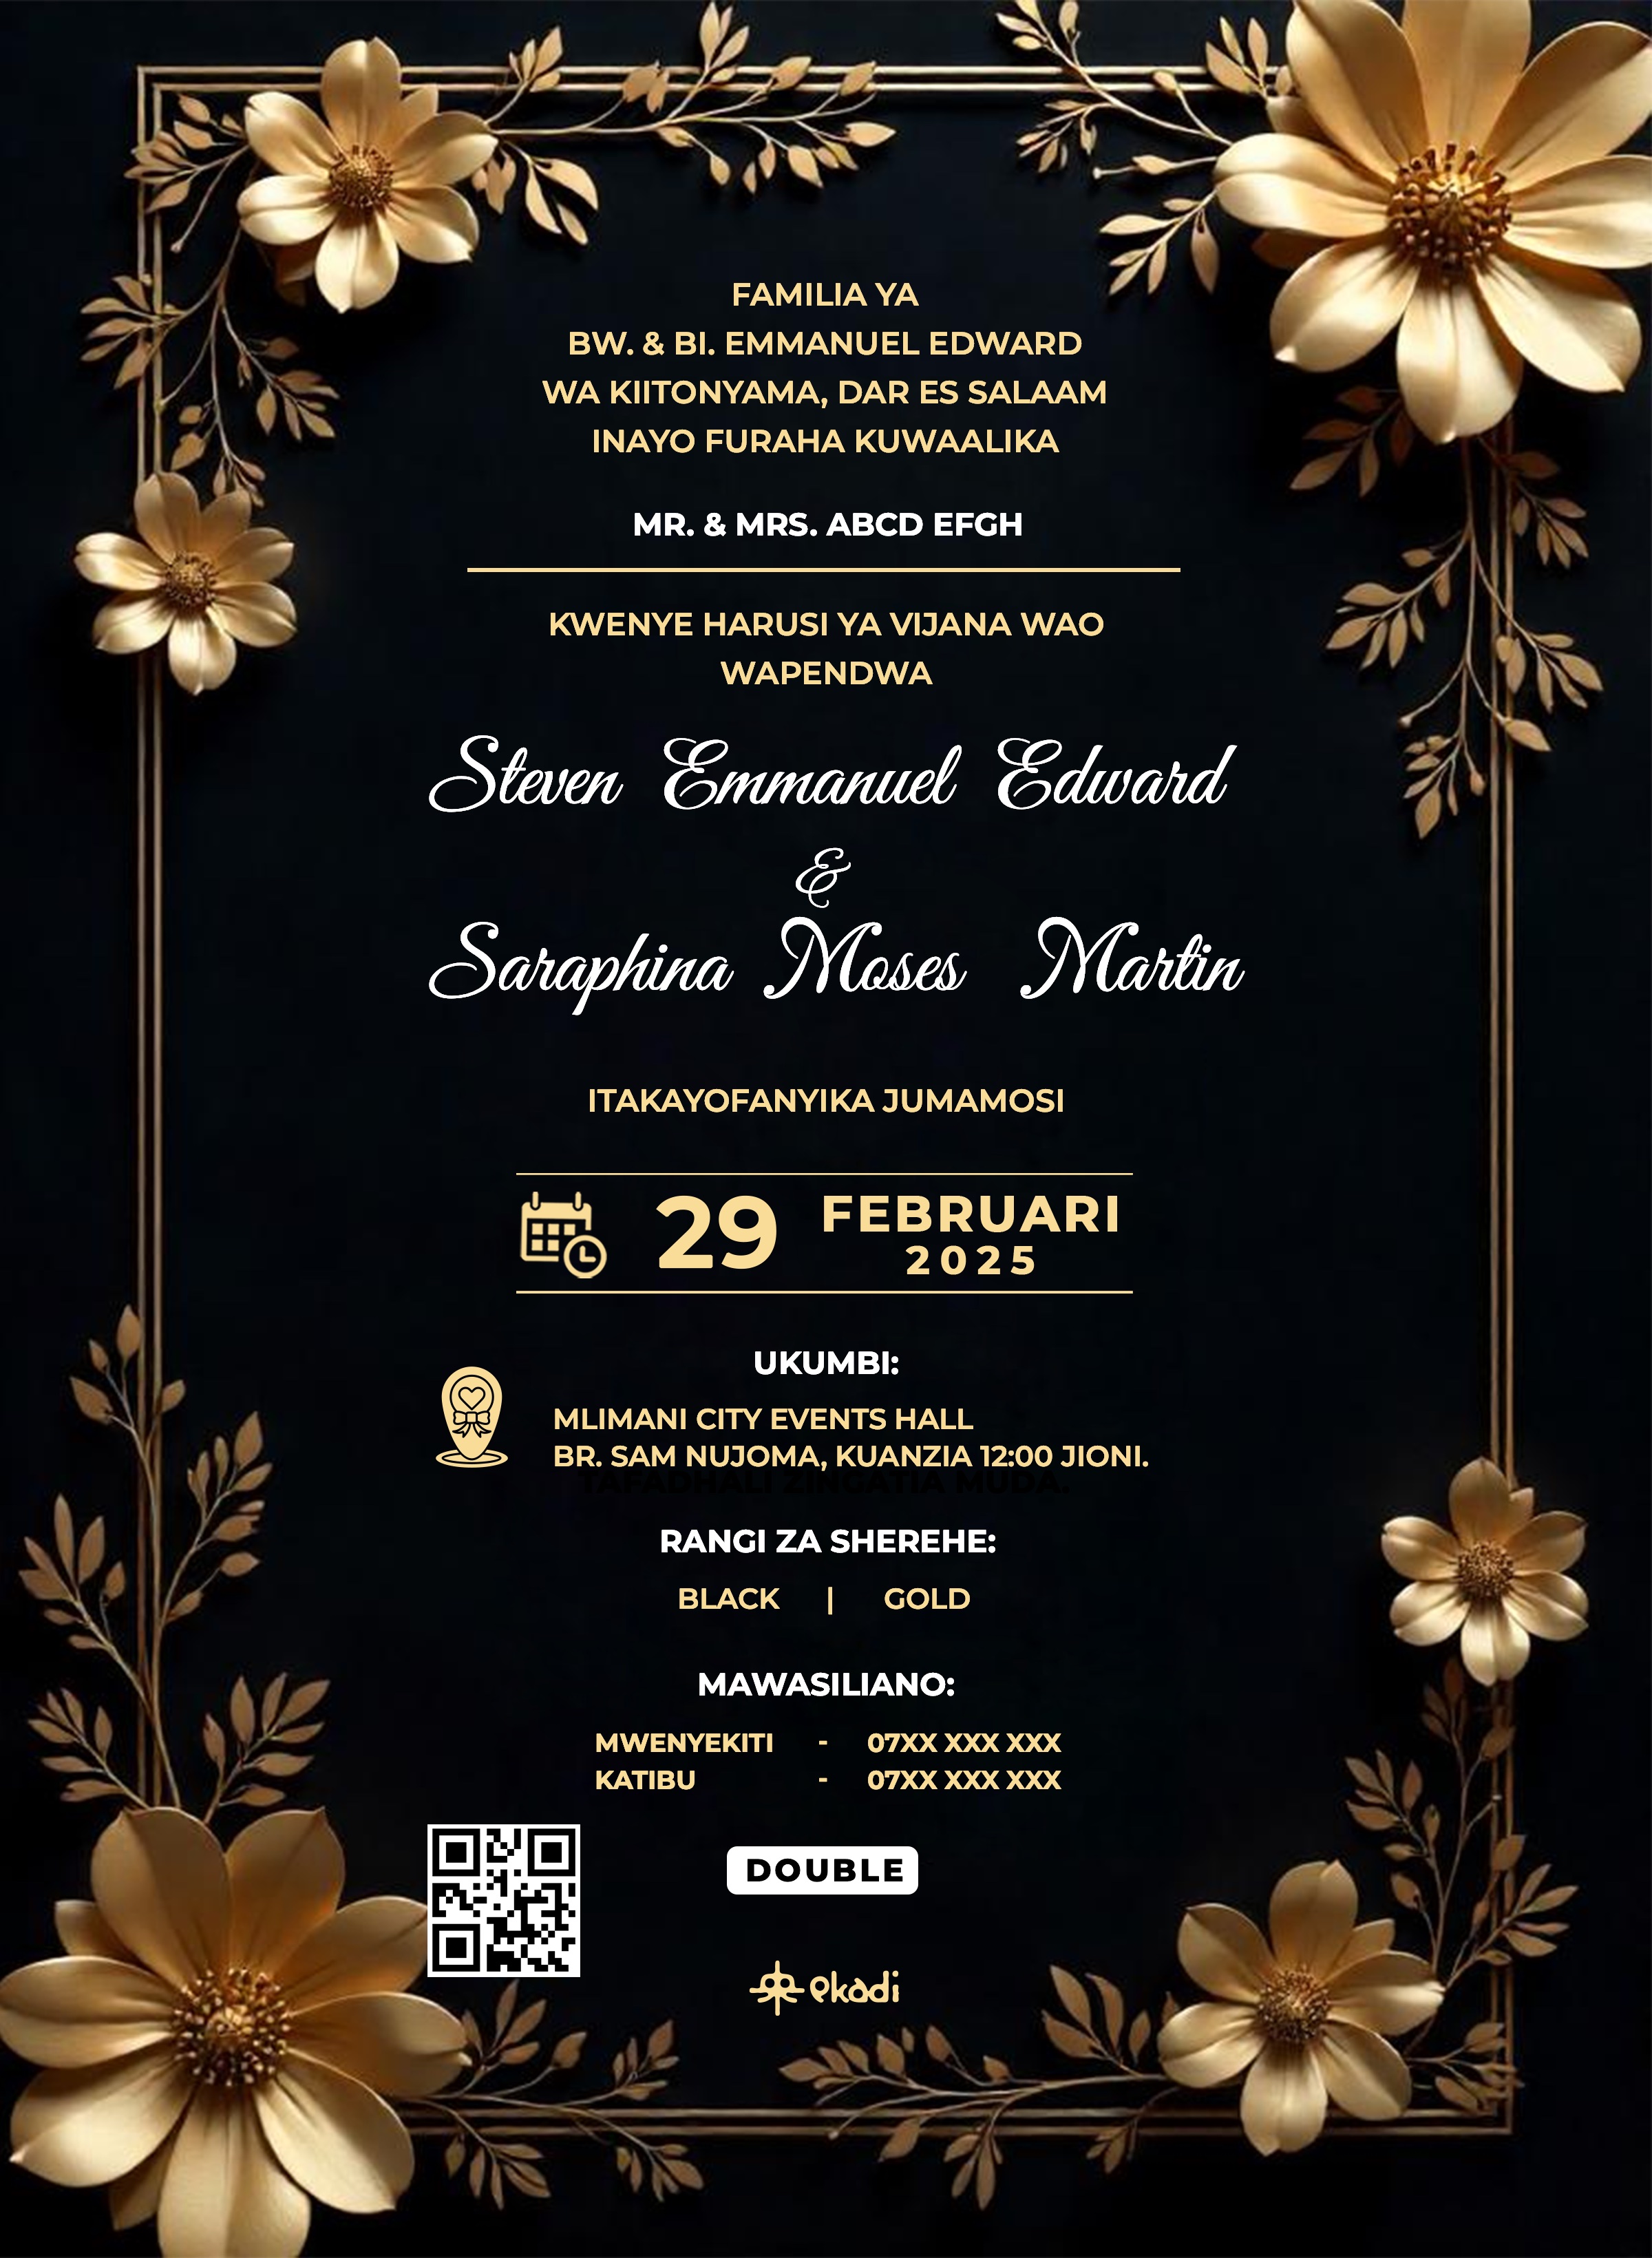 FAMILIA YA
BW. & BI. EMMANUEL EDWARD
WA KIITONYAMA, DAR ES SALAAM
INAYO FURAHA KUWAALIKA
MR. & MRS. ABCD EFGH
KWENYE HARUSI YA VIJANA WAO
WAPENDWA
Steven Emmanuel Edward
&
Saraphina Moses Martin
ITAKAYOFANYIKA JUMAMOSI
29 FEBRUARI
2025
UKUMBI:
MLIMANI CITY EVENTS HALL
BR. SAM NUJOMA, KUANZIA 12:00 JIONI.
TAFADHALI ZINGATIA MUDA.
RANGI ZA SHEREHE:
BLACK | GOLD
MAWASILIANO:
MWENYEKITI - 07XX XXX XXX
KATIBU - 07XX XXX XXX
DOUBLE
ekadi